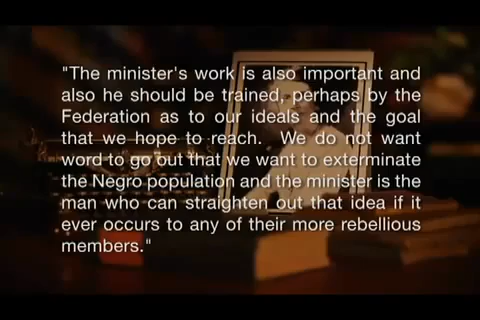 "The minister's work is also important and
also he should be trained, perhaps by the
Federation as to our ideals and the goal
that we hope to reach.  We do not want
word to go out that we want to exterminate
the Negro population and the minister is the
man who can straighten out that idea if it
ever occurs to any of their more rebellious
members."